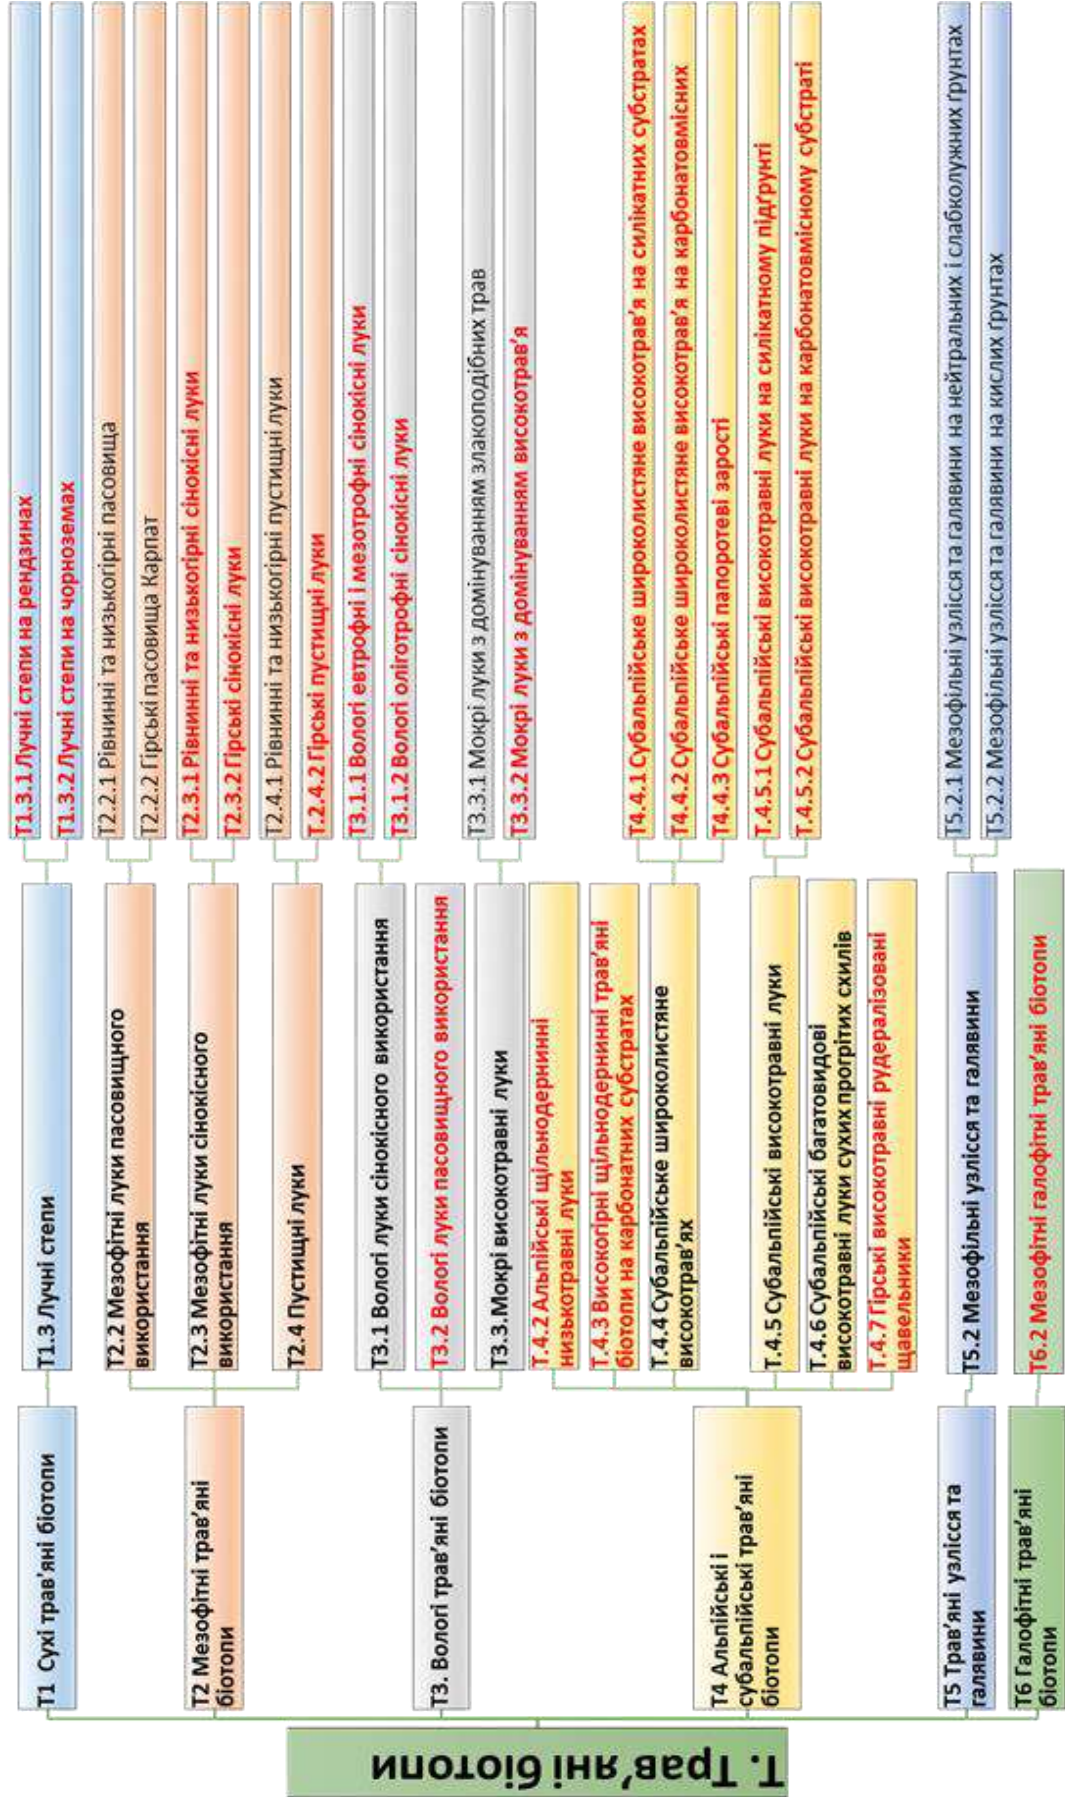 Т. Трав’яні біотопи
Т1 Сухі трав’яні біотопи
Т1.3 Лучні степи
Т1.3.1 Лучні степи на рендзинах
Т1.3.2 Лучні степи на чорноземах
Т2 Мезофітні трав’яні
біотопи
Т2.2 Мезофітні луки пасовищного
використання
Т2.2.1 Рівнинні та низькогірні пасовища
Т2.2.2 Гірські пасовища Карпат
Т2.3 Мезофітні луки сінокісного
використання
Т2.3.1 Рівнинні та низькогірні сінокісні луки
Т2.3.2 Гірські сінокісні луки
Т2.4 Пустищні луки
Т2.4.1 Рівнинні та низькогірні пустищні луки
Т.2.4.2 Гірські пустищні луки
Т3. Вологі трав’яні біотопи
Т3.1 Вологі луки сінокісного використання
Т3.1.1 Вологі евтрофні і мезотрофні сінокісні луки
Т3.1.2 Вологі оліготрофні сінокісні луки
Т3.2 Вологі луки пасовищного використання
Т3.3.Мокрі високотравні луки
Т3.3.1 Мокрі луки з домінуванням злакоподібних трав
Т3.3.2 Мокрі луки з домінуванням високотрав’я
Т4 Альпійські і
субальпійські трав’яні
біотопи
Т.4.2 Альпійські щільнодернинні
низькотравні луки
Т.4.3 Високогірні щільнодернинні трав’яні
біотопи на карбонатних субстратах
Т.4.4 Субальпійське широколистяне
високотрав’ях
Т4.4.1 Субальпійське широколистяне високотрав’я на силікатних субстратах
Т4.4.2 Субальпійське широколистяне високотрав’я на карбонатовмісних
Т4.4.3 Субальпійські папоротеві зарості
Т.4.5 Субальпійські високотравні луки
Т.4.5.1 Субальпійські високотравні луки на силікатному підґрунті
Т.4.5.2 Субальпійські високотравні луки на карбонатовмісному субстраті
Т.4.6 Субальпійські багатовидові
високотравні луки сухих прогрітих схилів
Т.4.7 Гірські високотравні рудералізовані
щавельники
Т5 Трав’яні узлісся та
галявини
Т5.2 Мезофільні узлісся та галявини
Т5.2.1 Мезофільні узлісся та галявини на нейтральних і слабколужних ґрунтах
Т5.2.2 Мезофільні узлісся та галявини на кислих ґрунтах
Т6 Галофітні трав’яні
біотопи
Т6.2 Мезофітні галофітні трав’яні біотопи